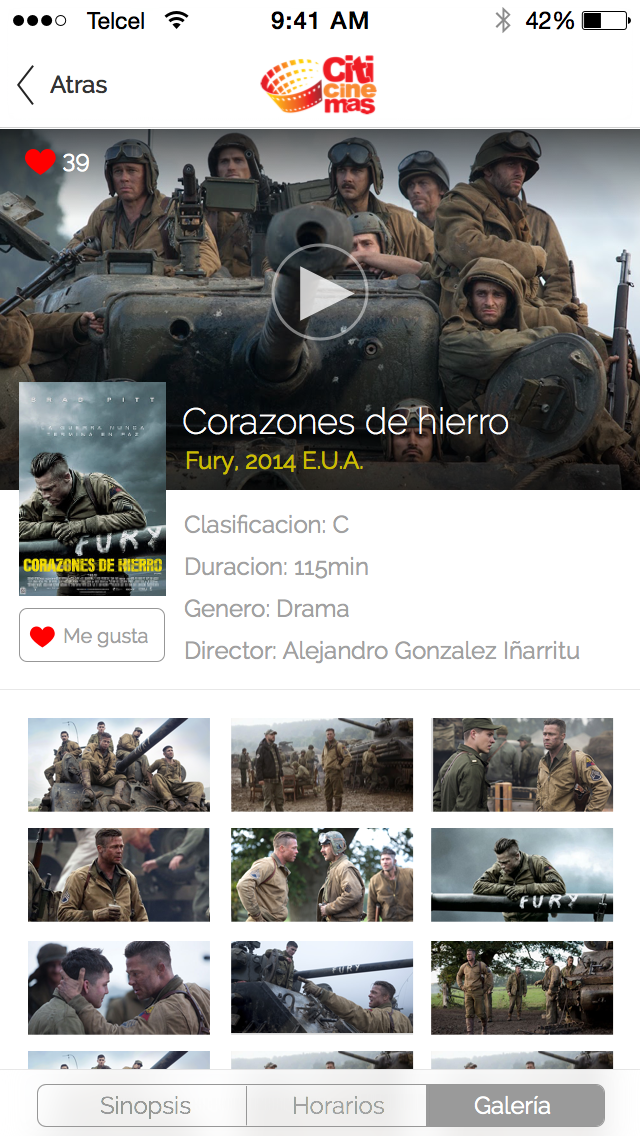 Telcel 9:41 AM 42%
Atras
Citi
cine
mas
39
BRAD PITT
LA GUERRA NUNCA
TERMINA EN PAZ
FURY
CORAZONES DE HIERRO
Corazones de hierro
Fury, 2014 E.U.A.
Clasificacion: C
Duracion: 115min
Genero: Drama
Director: Alejandro Gonzalez Iñarritu
Me gusta
FURY
FURY
FURY
Sinopsis Horarios Galería